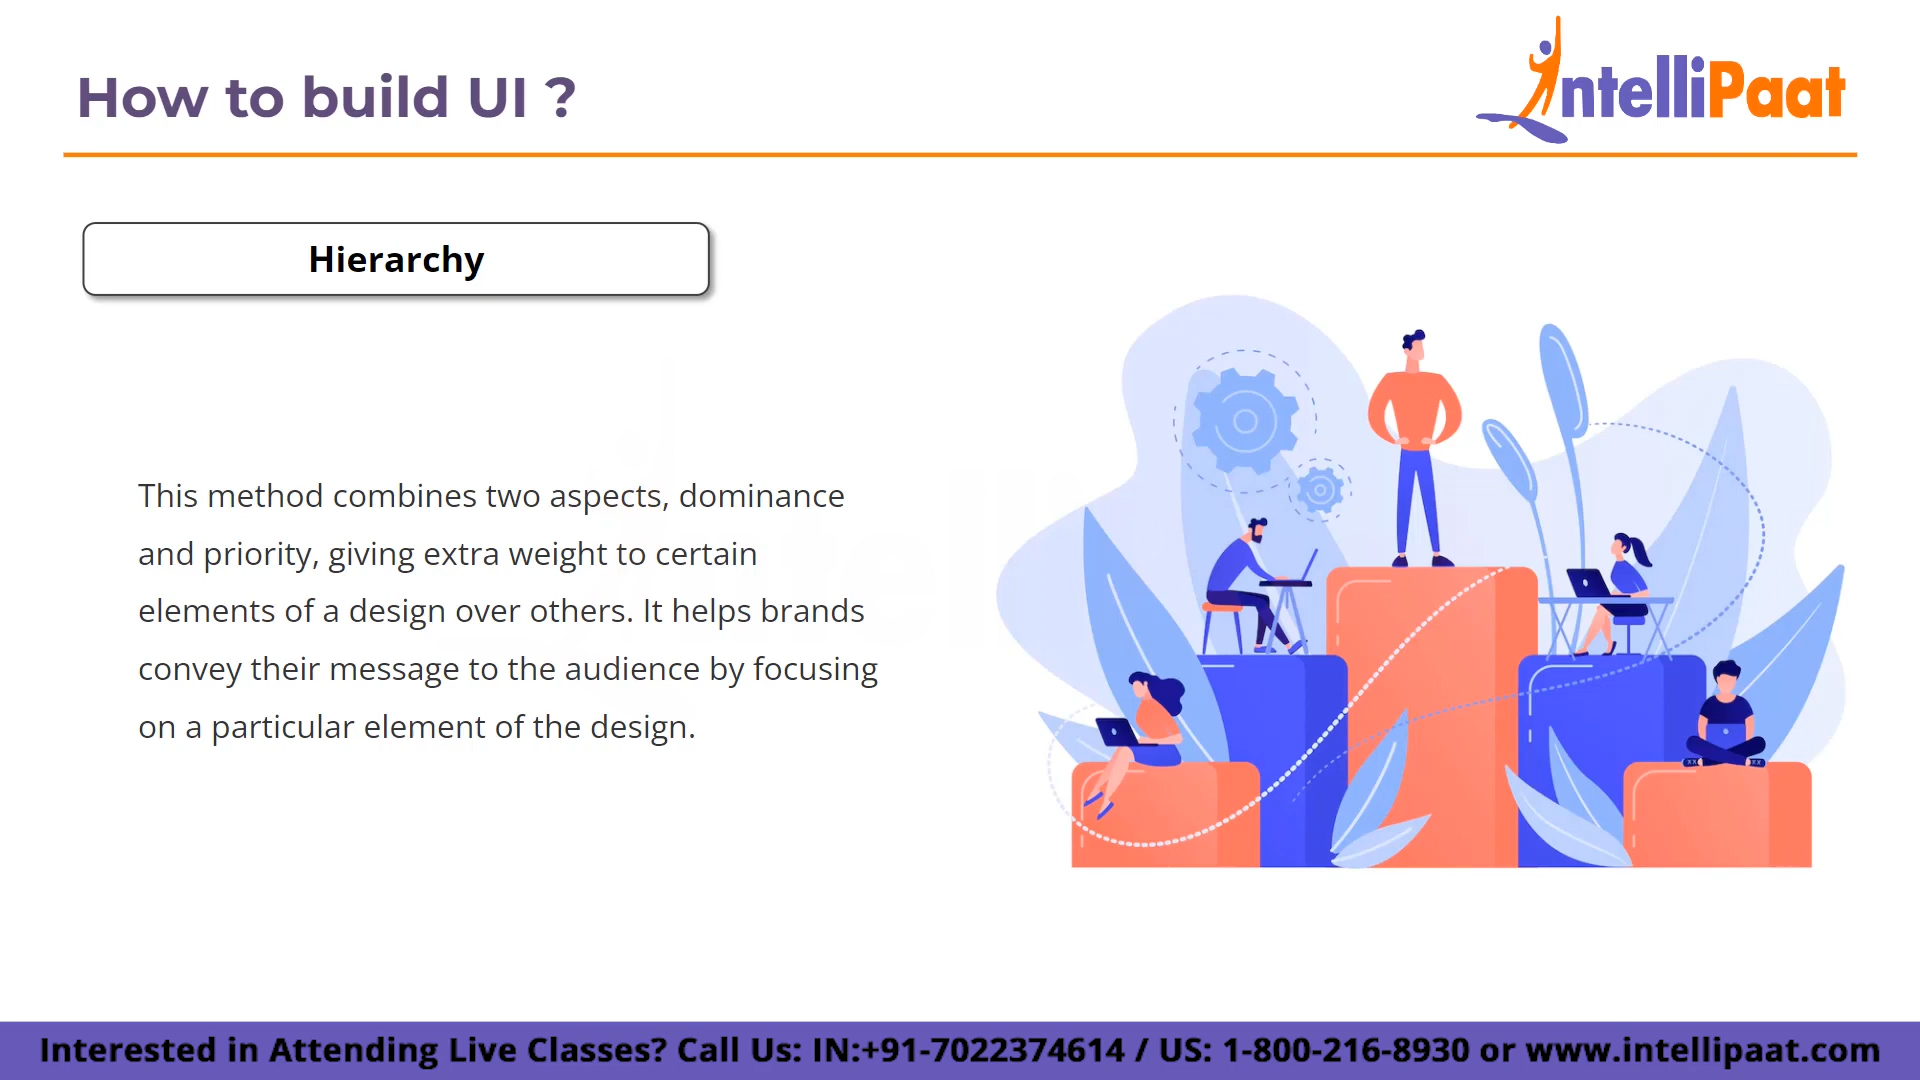 How to build UI ?
IntelliPaat
Hierarchy
This method combines two aspects, dominance
and priority, giving extra weight to certain
elements of a design over others. It helps brands
convey their message to the audience by focusing
on a particular element of the design.
Interested in Attending Live Classes? Call Us: IN:+91-7022374614 / US: 1-800-216-8930 or www.intellipaat.com